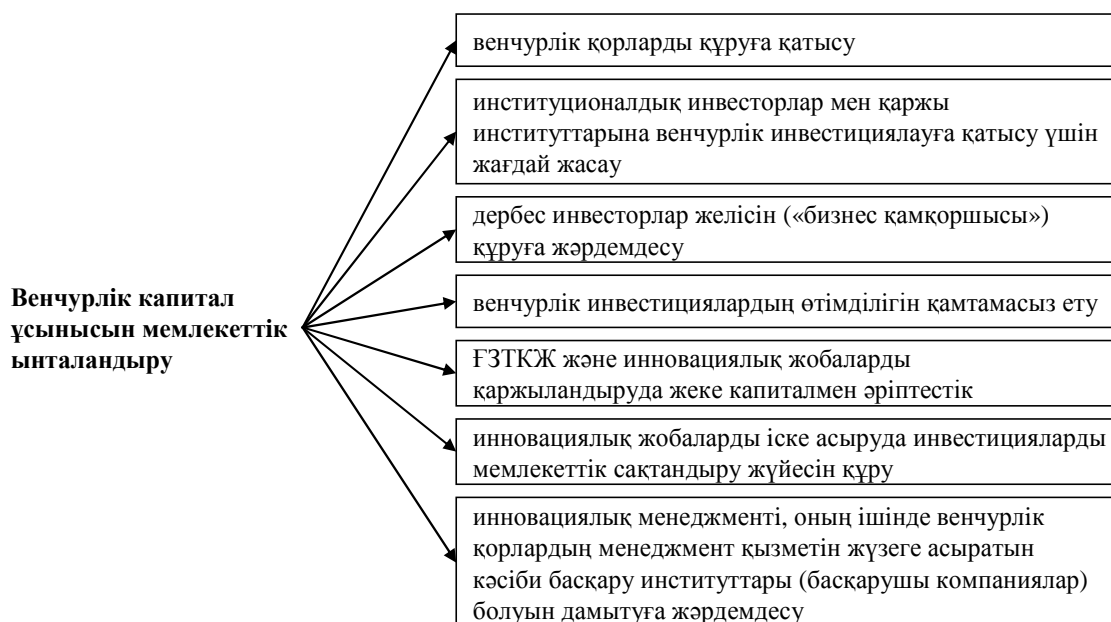 венчурлік қорларды құруға қатысу
институционалдық инвесторлар мен қаржы
институттарына венчурлік инвестициялауға қатысу үшін
жағдай жасау
дербес инвесторлар желісін («бизнес қамқоршысы»)
құруға жәрдемдесу
Венчурлік капитал
ұсынысын мемлекеттік
ынталандыру
венчурлік инвестициялардың өтімділігін қамтамасыз ету
ҒЗТКЖ және инновациялық жобаларды
қаржыландыруда жеке капиталмен әріптестік
инновациялық жобаларды іске асыруда инвестицияларды
мемлекеттік сақтандыру жүйесін құру
инновациялық менеджменті, оның ішінде венчурлік
қорлардың менеджмент қызметін жүзеге асыратын
кәсіби басқару институттары (басқарушы компаниялар)
болуын дамытуға жәрдемдесу